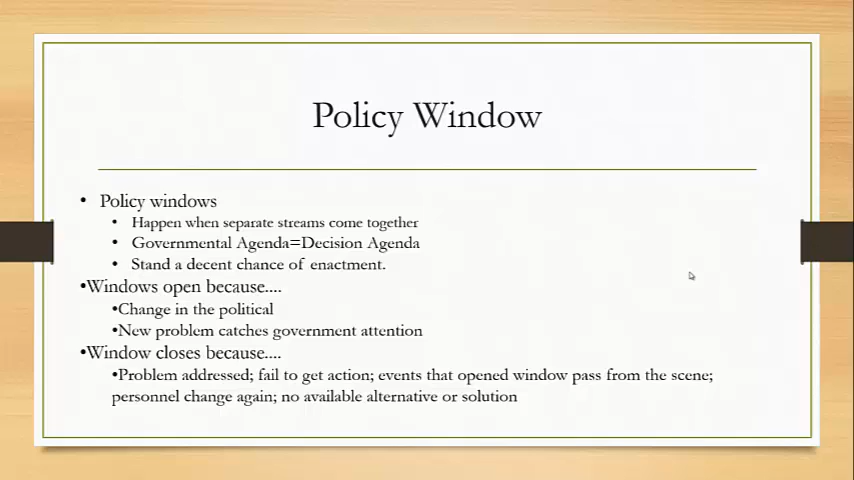 Policy Window
• Policy windows
• Happen when separate streams come together
• Governmental Agenda=Decision Agenda
• Stand a decent chance of enactment.
•Windows open because....
•Change in the political
•New problem catches government attention
•Window closes because....
•Problem addressed; fail to get action; events that opened window pass from the scene;
personnel change again; no available alternative or solution